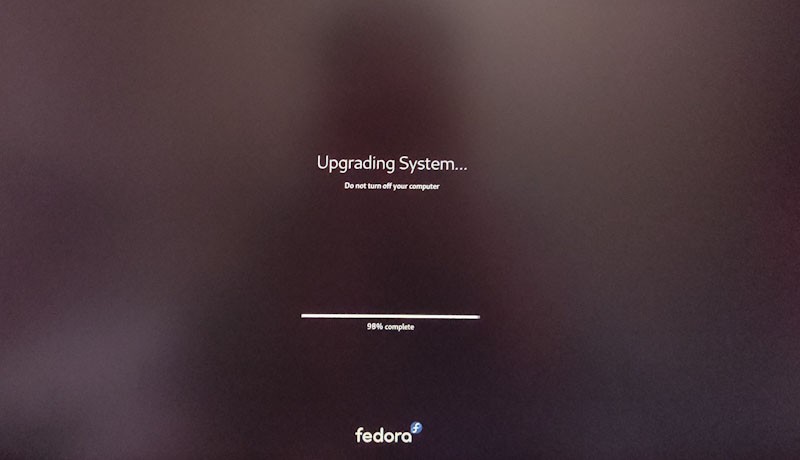 Upgrading System...
Do not turn off your computer
98% complete
fedora